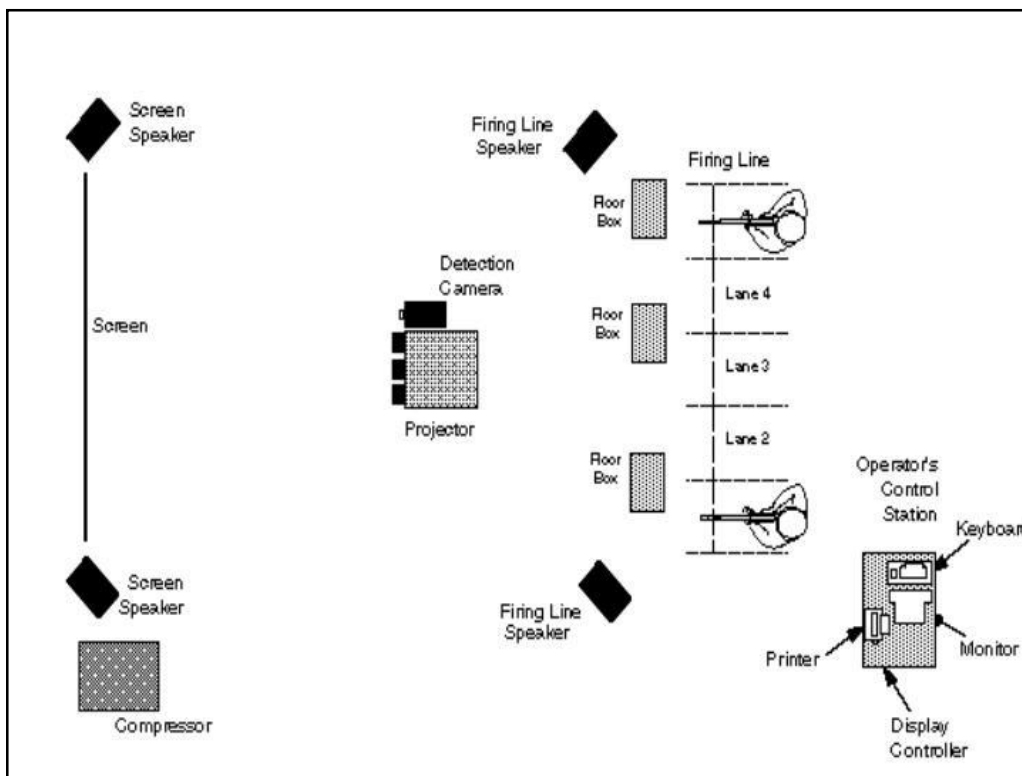 Screen
Speaker
Firing Line
Speaker
Firing Line
Floor
Box
Detection
Camera
Lane 4
Floor
Box
Screen
Lane 3
Projector
Lane 2
Floor
Box
Operator's
Control
Station
Keyboar
Screen
Speaker
Firing Line
Speaker
Printer
Monitor
Compressor
Display
Controller